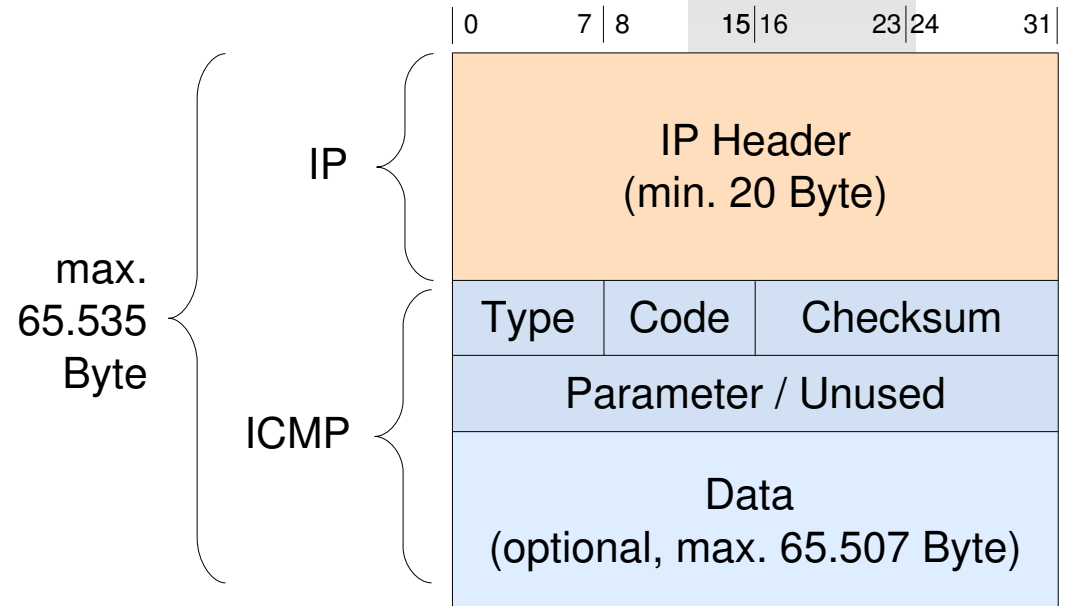 0 7 8 15 16 23 24 31
IP Header
(min. 20 Byte)
IP
max.
65.535
Byte
Type Code Checksum
Parameter / Unused
ICMP
Data
(optional, max. 65.507 Byte)